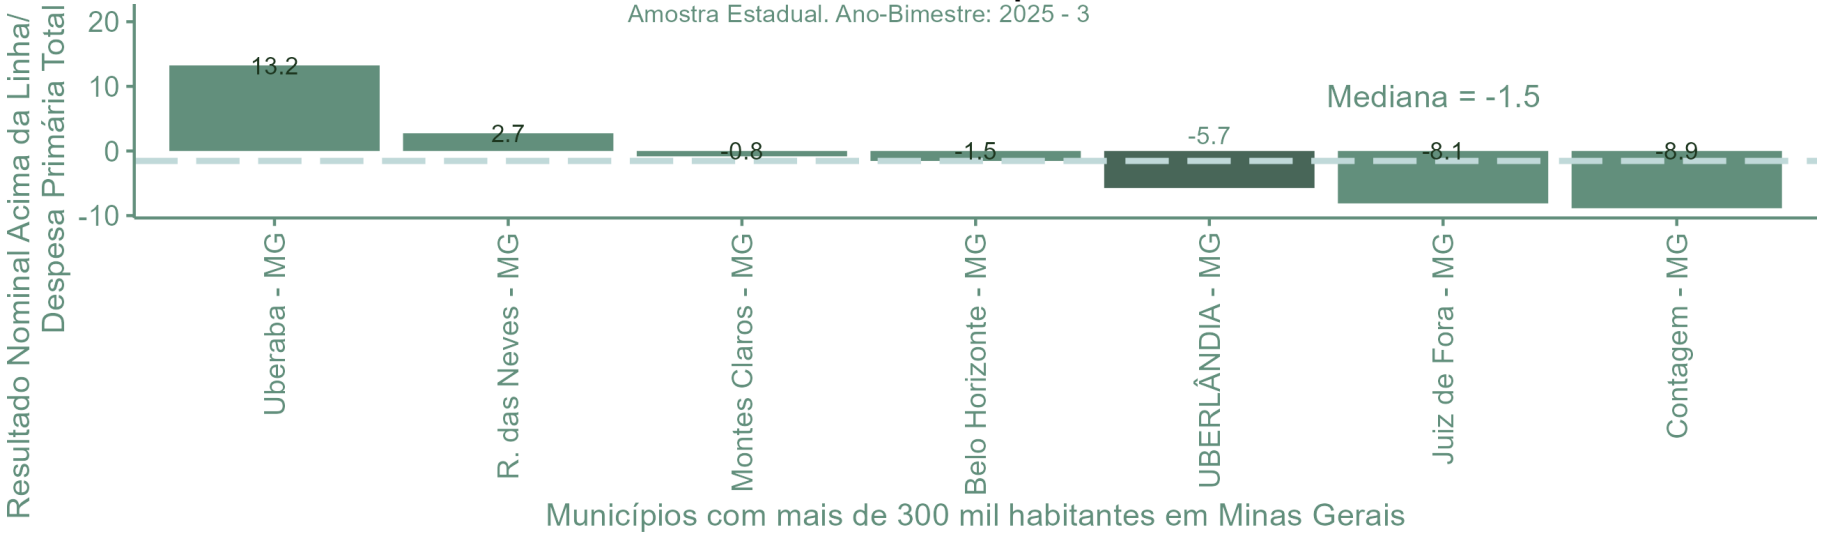 Amostra Estadual. Ano-Bimestre: 2025 - 3
Resultado Nominal Acima da Linha/
Despesa Primária Total
20
10
0
-10
13.2
2.7
-0.8
-1.5
-5.7
-8.1
-8.9
Mediana = -1.5
Uberaba - MG
R. das Neves - MG
Montes Claros - MG
Belo Horizonte - MG
UBERLÂNDIA - MG
Juiz de Fora - MG
Contagem - MG
Municípios com mais de 300 mil habitantes em Minas Gerais